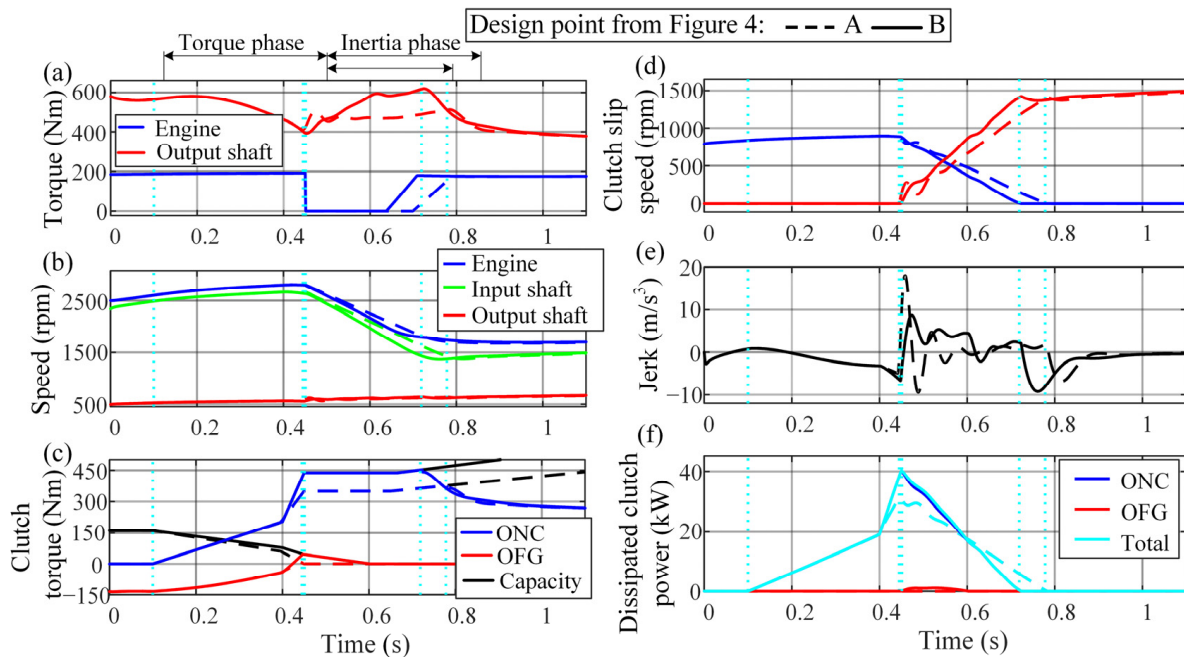 Design point from Figure 4: A B
Torque phase Inertia phase
(a)
Torque (Nm)
600
400
200
0
Engine
Output shaft
0 0.2 0.4 0.6 0.8 1
(b)
Speed (rpm)
2500
1500
500
Engine
Input shaft
Output shaft
0 0.2 0.4 0.6 0.8 1
(c)
Clutch
torque (Nm)
450
300
150
0
−150
ONC
OFG
Capacity
0 0.2 0.4 0.6 0.8 1
Time (s)
(d)
Clutch slip
speed (rpm)
1500
1000
500
0
0 0.2 0.4 0.6 0.8 1
(e)
Jerk (m/s³)
20
10
0
−10
0 0.2 0.4 0.6 0.8 1
(f)
Dissipated clutch
power (kW)
40
20
0
ONC
OFG
Total
0 0.2 0.4 0.6 0.8 1
Time (s)